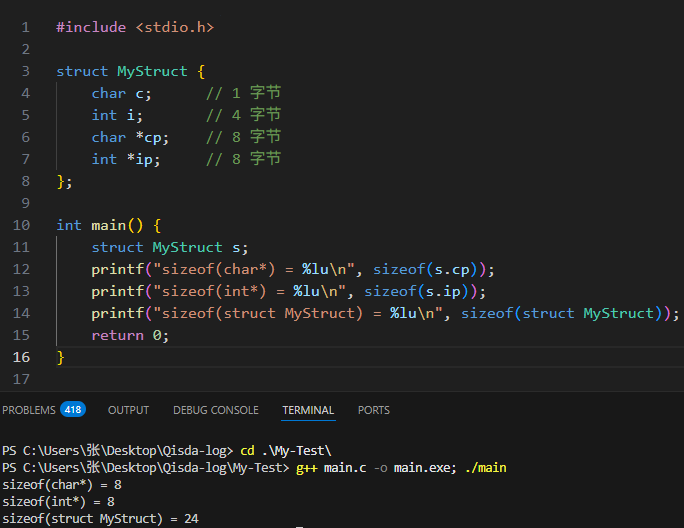 1 #include <stdio.h>
2
3 struct MyStruct {
4 char c; // 1 字节
5 int i; // 4 字节
6 char *cp; // 8 字节
7 int *ip; // 8 字节
8 };
9
10 int main() {
11 struct MyStruct s;
12 printf("sizeof(char*) = %lu\n", sizeof(s.cp));
13 printf("sizeof(int*) = %lu\n", sizeof(s.ip));
14 printf("sizeof(struct MyStruct) = %lu\n", sizeof(struct MyStruct));
15 return 0;
16 }
17
PROBLEMS 418 OUTPUT DEBUG CONSOLE TERMINAL PORTS
PS C:\Users\张\Desktop\Qisda-log> cd .\My-Test\
PS C:\Users\张\Desktop\Qisda-log\My-Test> g++ main.c -o main.exe; ./main
sizeof(char*) = 8
sizeof(int*) = 8
sizeof(struct MyStruct) = 24